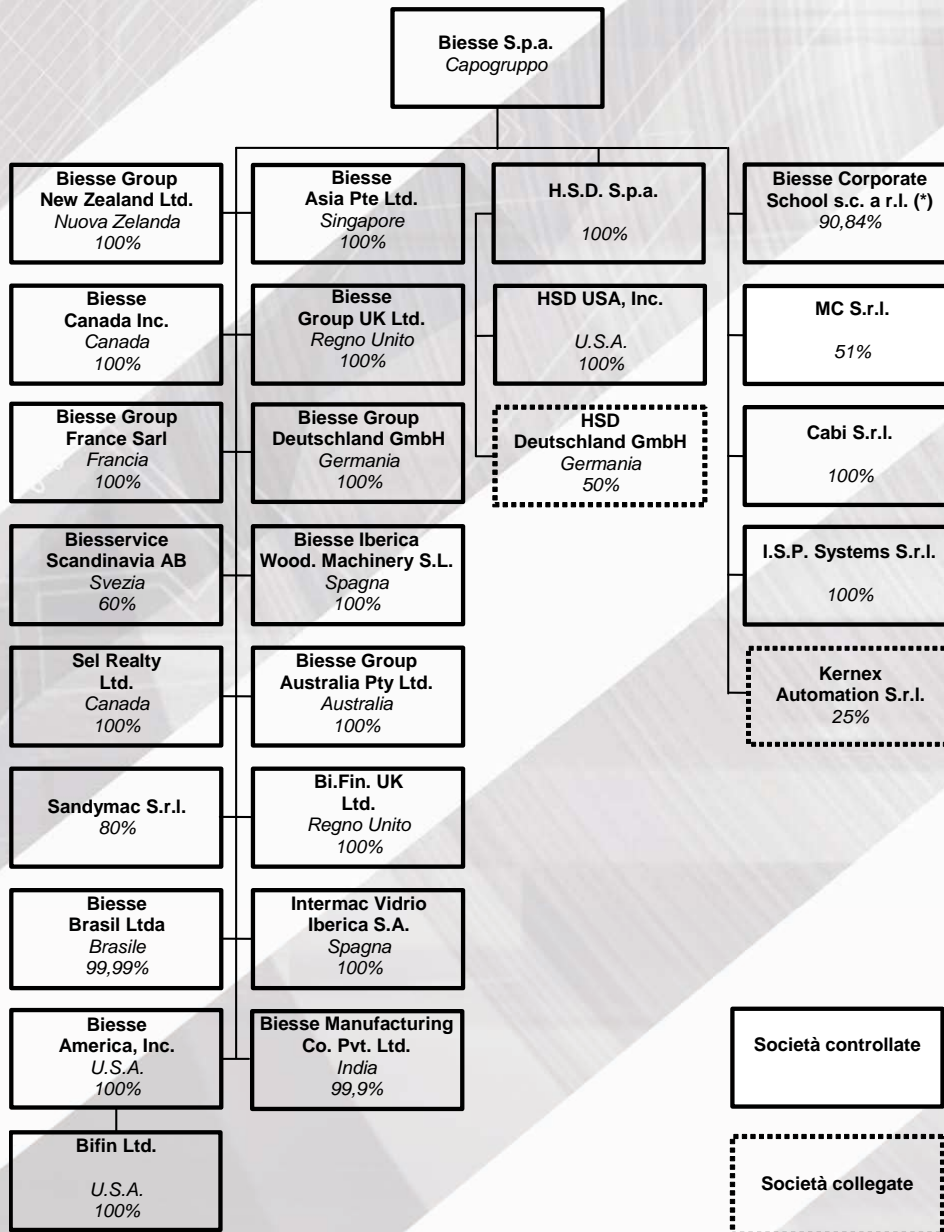 Biesse S.p.a.
Capogruppo
Biesse Group
New Zealand Ltd.
Nuova Zelanda
100%
Biesse
Asia Pte Ltd.
Singapore
100%
H.S.D. S.p.a.
100%
Biesse Corporate
School s.c. a r.l. (*)
90,84%
Biesse
Canada Inc.
Canada
100%
Biesse
Group UK Ltd.
Regno Unito
100%
HSD USA, Inc.
U.S.A.
100%
MC S.r.l.
51%
Biesse Group
France Sarl
Francia
100%
Biesse Group
Deutschland GmbH
Germania
100%
HSD
Deutschland GmbH
Germania
50%
Cabi S.r.l.
100%
Biesservice
Scandinavia AB
Svezia
60%
Biesse Iberica
Wood. Machinery S.L.
Spagna
100%
I.S.P. Systems S.r.l.
100%
Sel Realty
Ltd.
Canada
100%
Biesse Group
Australia Pty Ltd.
Australia
100%
Kernex
Automation S.r.l.
25%
Sandymac S.r.l.
80%
Bi.Fin. UK
Ltd.
Regno Unito
100%
Biesse
Brasil Ltda
Brasile
99,99%
Intermac Vidrio
Iberica S.A.
Spagna
100%
Biesse
America, Inc.
U.S.A.
100%
Biesse Manufacturing
Co. Pvt. Ltd.
India
99,9%
Società controllate
Bifin Ltd.
U.S.A.
100%
Società collegate